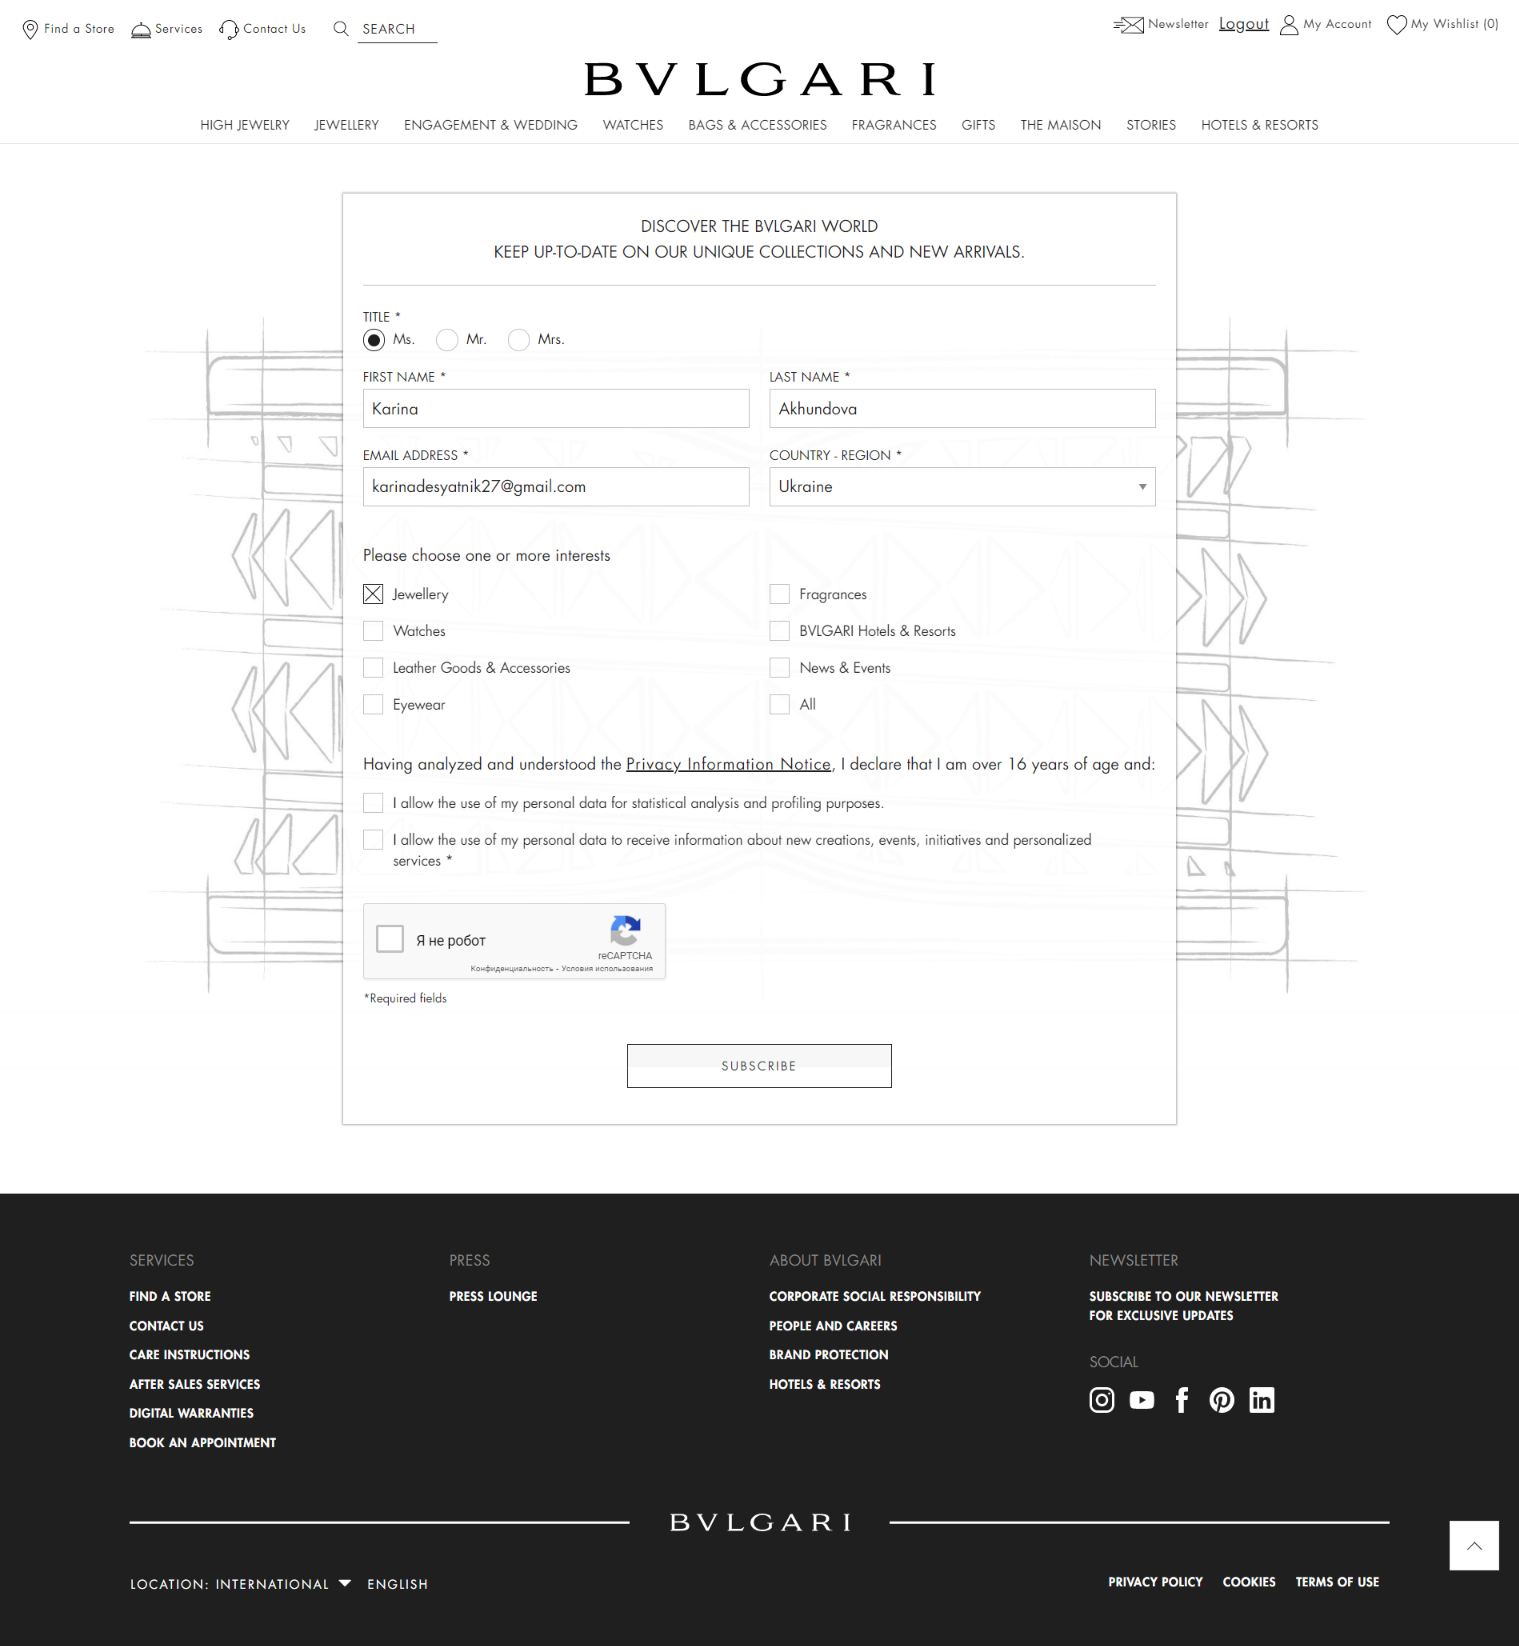 Find a Store Services Contact Us SEARCH Newsletter Logout My Account My Wishlist (0)
BVLGARI
HIGH JEWELRY JEWELLERY ENGAGEMENT & WEDDING WATCHES BAGS & ACCESSORIES FRAGRANCES GIFTS THE MAISON STORIES HOTELS & RESORTS
DISCOVER THE BVLGARI WORLD
KEEP UP-TO-DATE ON OUR UNIQUE COLLECTIONS AND NEW ARRIVALS.
TITLE *
Ms. Mr. Mrs.
FIRST NAME * LAST NAME *
Karina Akhundova
EMAIL ADDRESS * COUNTRY - REGION *
karinadesyatnik27@gmail.com Ukraine
Please choose one or more interests
Jewellery Fragrances
Watches BVLGARI Hotels & Resorts
Leather Goods & Accessories News & Events
Eyewear All
Having analyzed and understood the Privacy Information Notice, I declare that I am over 16 years of age and:
I allow the use of my personal data for statistical analysis and profiling purposes.
I allow the use of my personal data to receive information about new creations, events, initiatives and personalized
services *
Я не робот
reCAPTCHA
Конфиденциальность - Условия использования
*Required fields
SUBSCRIBE
SERVICES PRESS ABOUT BVLGARI NEWSLETTER
FIND A STORE PRESS LOUNGE CORPORATE SOCIAL RESPONSIBILITY SUBSCRIBE TO OUR NEWSLETTER
FOR EXCLUSIVE UPDATES
CONTACT US PEOPLE AND CAREERS
CARE INSTRUCTIONS BRAND PROTECTION SOCIAL
AFTER SALES SERVICES HOTELS & RESORTS
DIGITAL WARRANTIES
BOOK AN APPOINTMENT
BVLGARI
LOCATION: INTERNATIONAL ENGLISH PRIVACY POLICY COOKIES TERMS OF USE